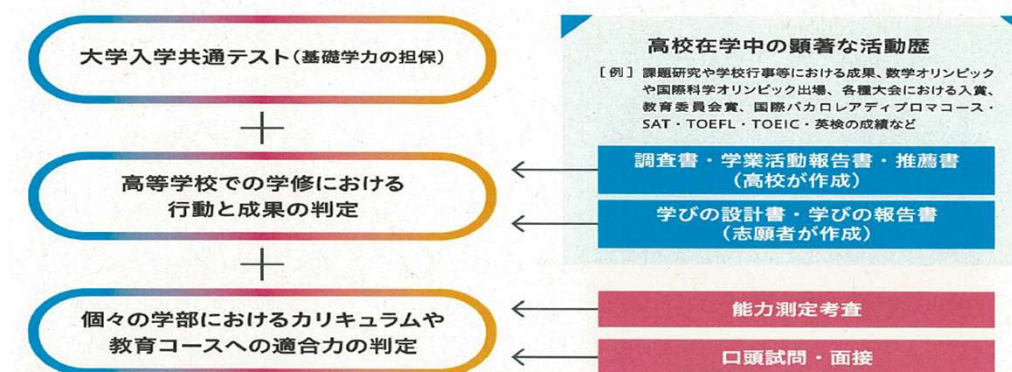 大学入学共通テスト(基礎学力の担保)
+
高等学校での学修における
行動と成果の判定
+
個々の学部におけるカリキュラムや
教育コースへの適合力の判定
高校在学中の顕著な活動歴
[例] 課題研究や学校行事等における成果、数学オリンピック
や国際科学オリンピック出場、各種大会における入賞、
教育委員会賞、国際バカロレアディプロマコース・
SAT・TOEFL・TOEIC・英検の成績など
調査書・学業活動報告書・推薦書
(高校が作成)
学びの設計書・学びの報告書
(志願者が作成)
能力測定考査
口頭試問・面接